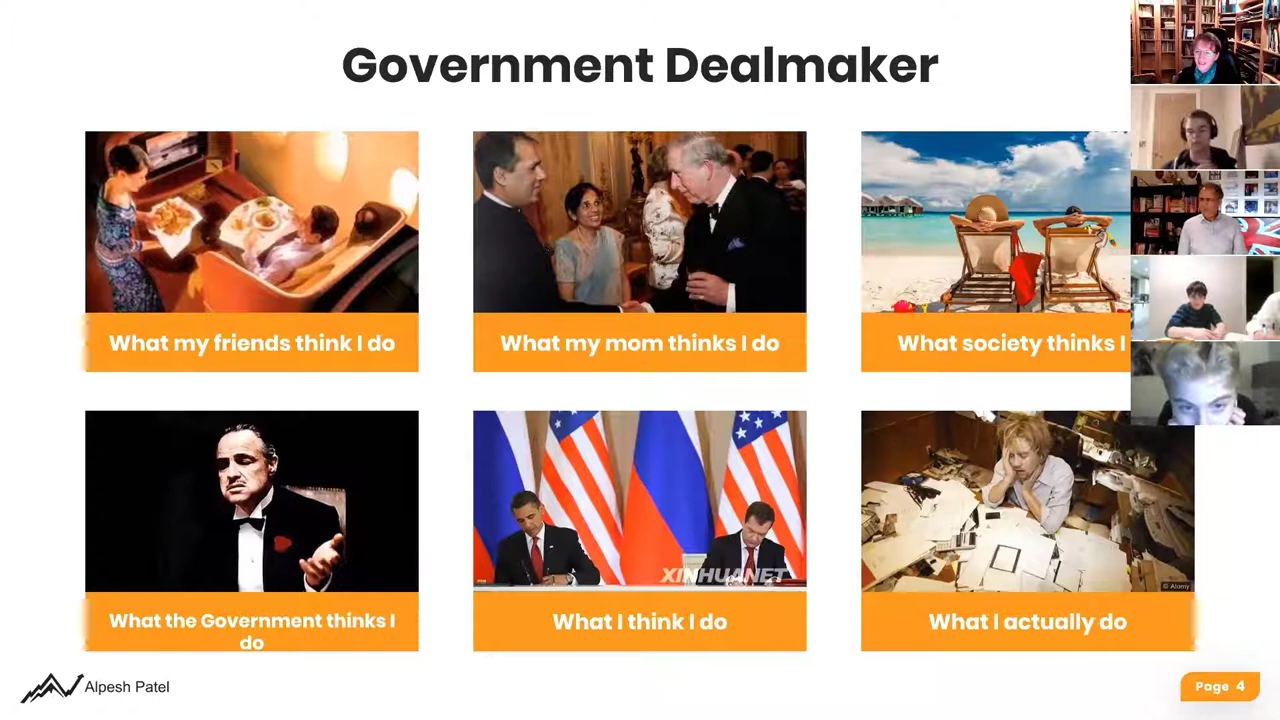 Government Dealmaker
What my friends think I do
What my mom thinks I do
What society thinks I
XINHUANET
© Alamy
What the Government thinks I
do
What I think I do
What I actually do
Alpesh Patel
Page 4